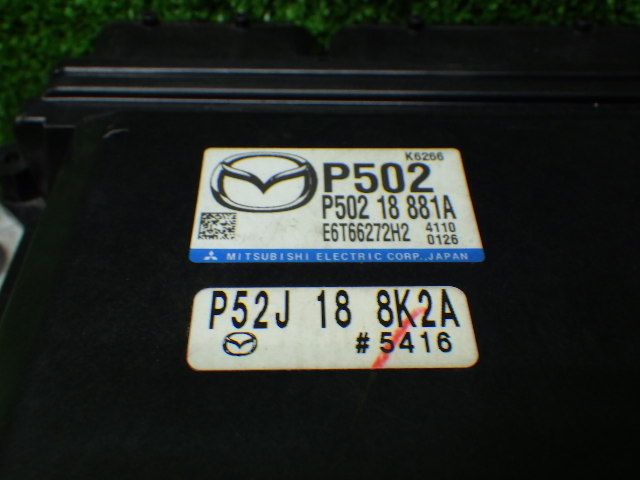 K6266
P502
P502 18 881A
E6T66272H2 4110
0126
MITSUBISHI ELECTRIC CORP., JAPAN
P52J 18 8K2A
#5416